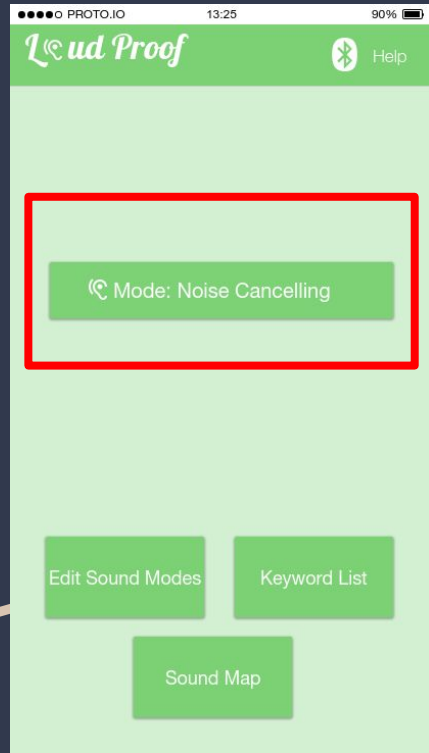 PROTO.IO 13:25 90%
Loud Proof
Help
Mode: Noise Cancelling
Edit Sound Modes Keyword List
Sound Map